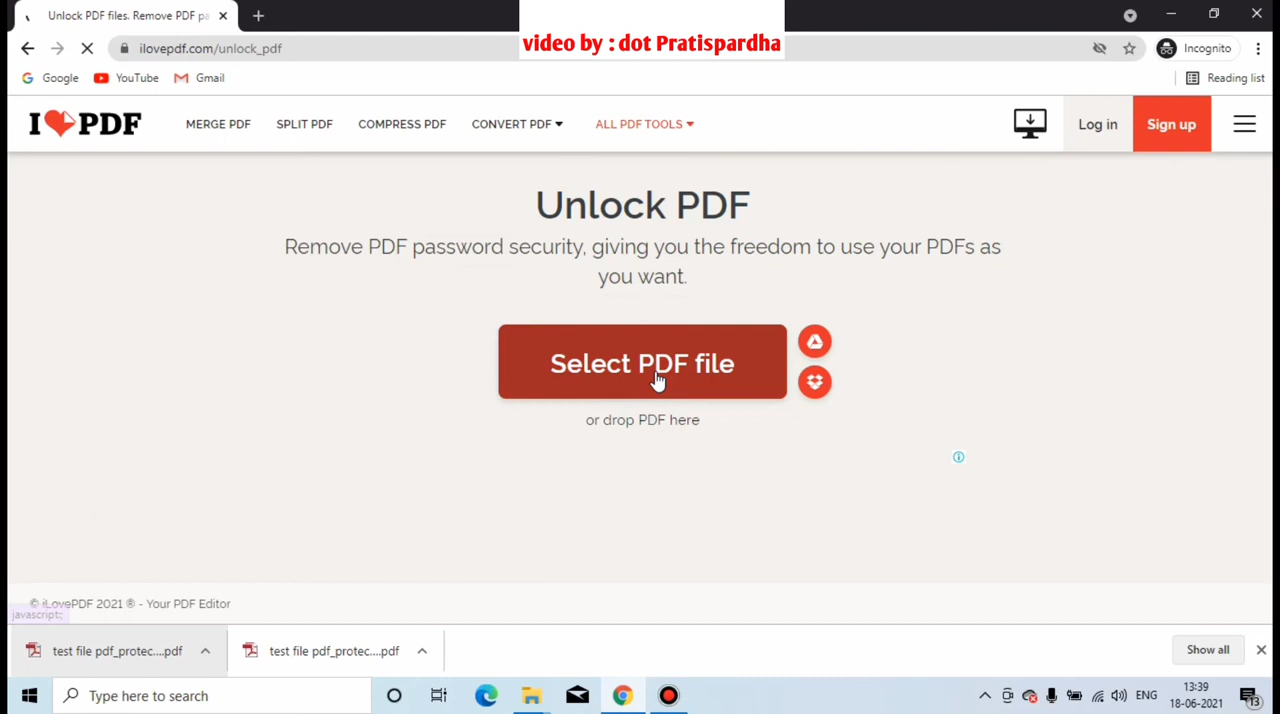 Unlock PDF files. Remove PDF pa
video by : dot Pratispardha
ilovepdf.com/unlock_pdf
Incognito
Google
YouTube
Gmail
Reading list
I PDF
MERGE PDF
SPLIT PDF
COMPRESS PDF
CONVERT PDF
ALL PDF TOOLS
Log in
Sign up
Unlock PDF
Remove PDF password security, giving you the freedom to use your PDFs as
you want.
Select PDF file
or drop PDF here
© iLovePDF 2021 ® - Your PDF Editor
javascript:;
test file pdf_protec....pdf
test file pdf_protec....pdf
Show all
Type here to search
ENG
13:39
18-06-2021
13